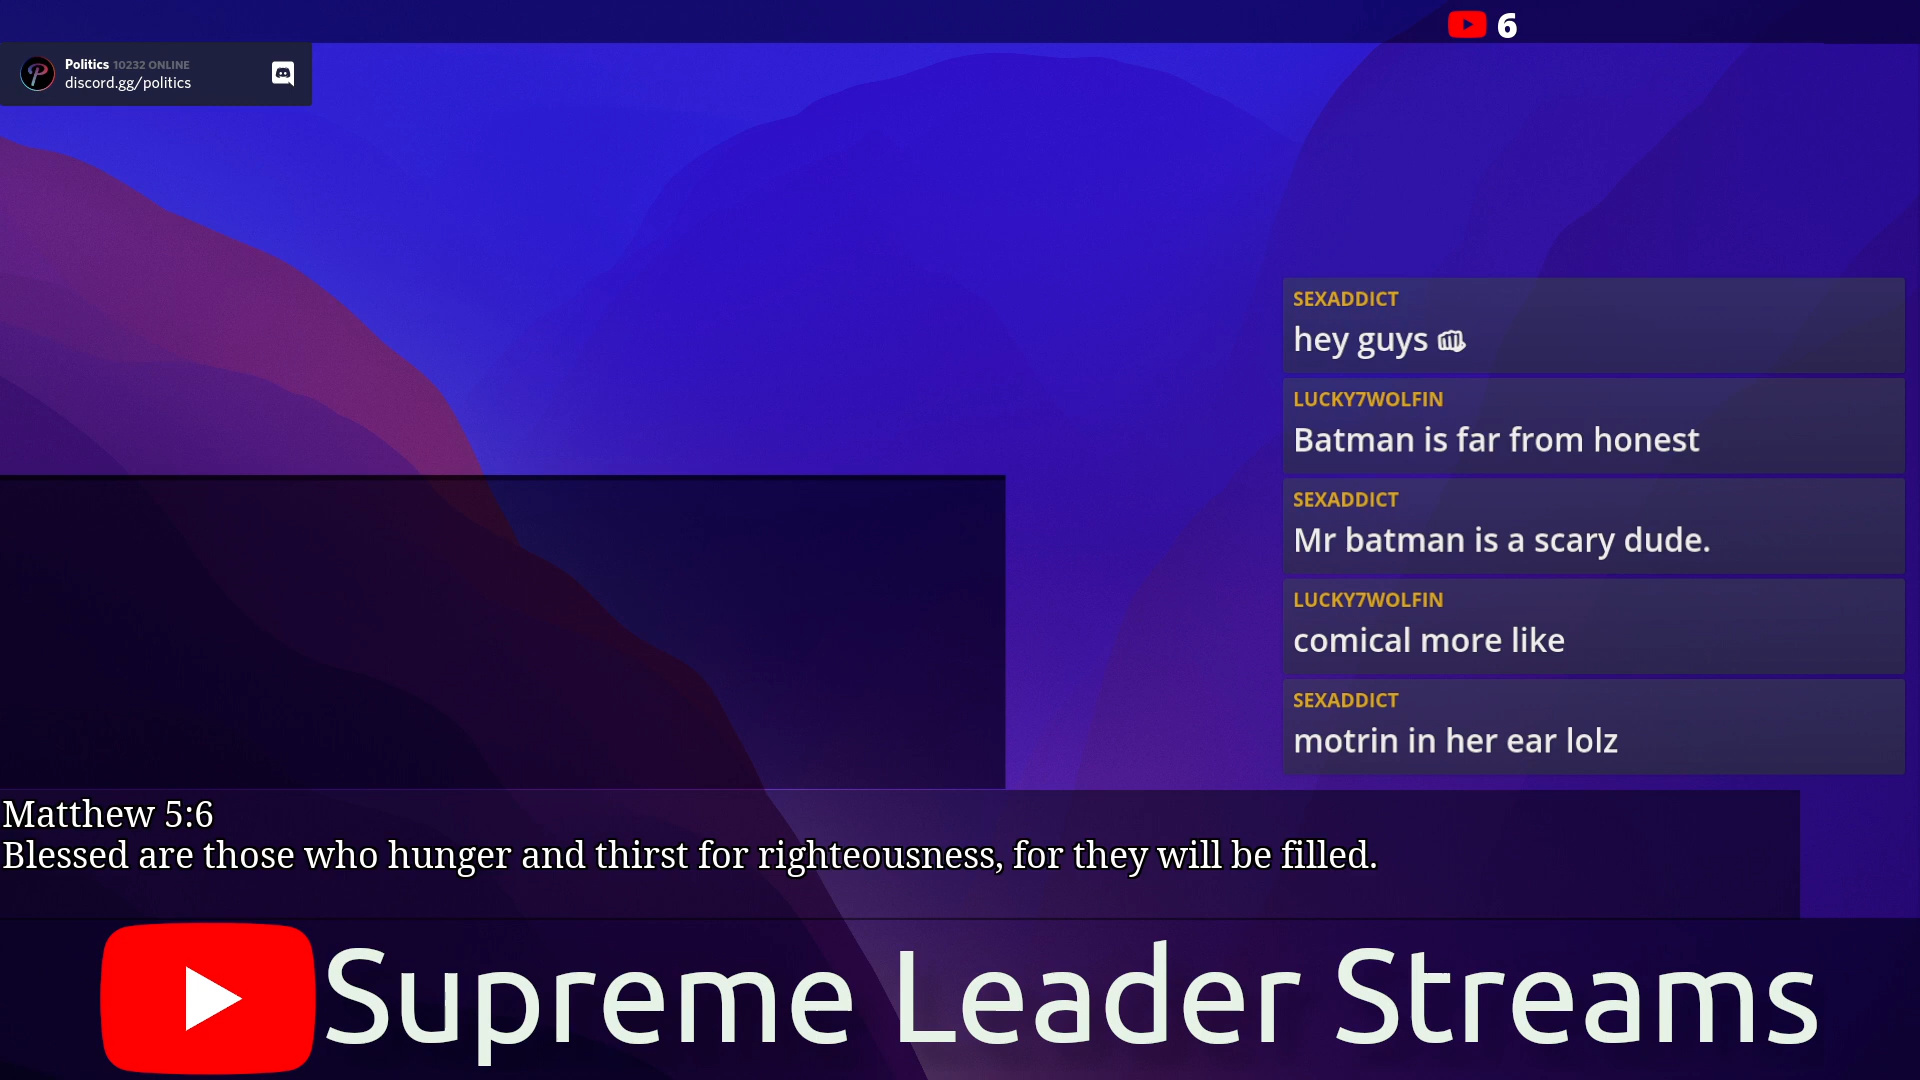 6
Politics 10232 ONLINE
discord.gg/politics
SEXADDICT
hey guys 👊
LUCKY7WOLFIN
Batman is far from honest
SEXADDICT
Mr batman is a scary dude.
LUCKY7WOLFIN
comical more like
SEXADDICT
motrin in her ear lolz
Matthew 5:6
Blessed are those who hunger and thirst for righteousness, for they will be filled.
Supreme Leader Streams